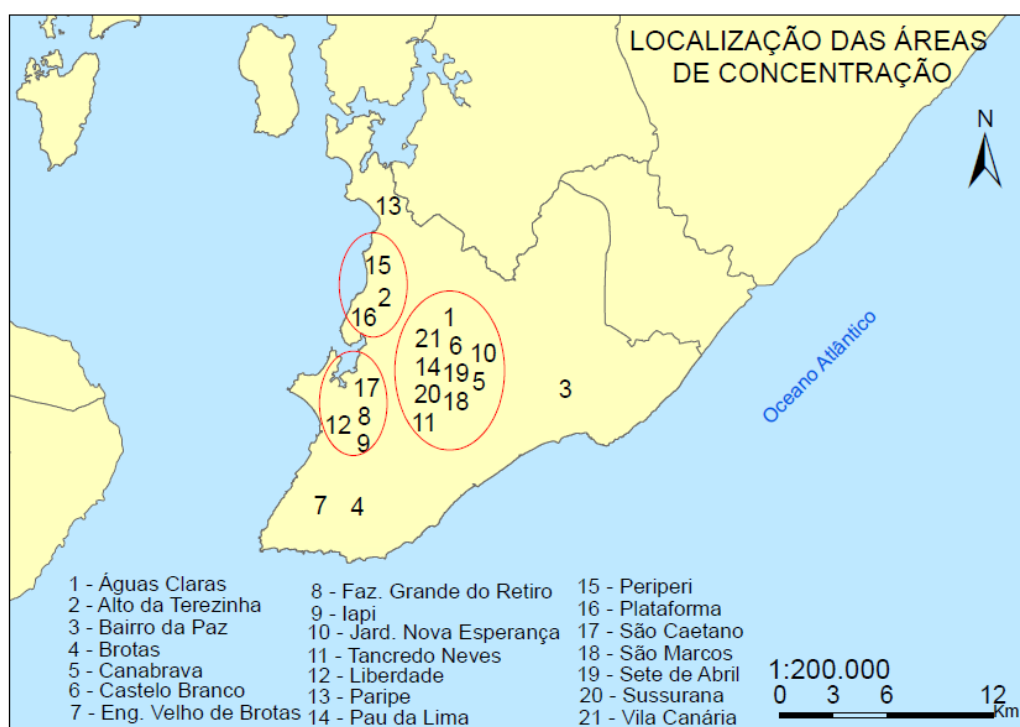 LOCALIZAÇÃO DAS ÁREAS
DE CONCENTRAÇÃO
N
13
15
2
16
1
21
6
10
14
19
5
20
18
11
3
17
8
12
9
7
4
Oceano Atlântico
1 - Águas Claras
2 - Alto da Terezinha
3 - Bairro da Paz
4 - Brotas
5 - Canabrava
6 - Castelo Branco
7 - Eng. Velho de Brotas
8 - Faz. Grande do Retiro
9 - Iapi
10 - Jard. Nova Esperança
11 - Tancredo Neves
12 - Liberdade
13 - Paripe
14 - Pau da Lima
15 - Periperi
16 - Plataforma
17 - São Caetano
18 - São Marcos
19 - Sete de Abril
20 - Sussurana
21 - Vila Canária
1:200.000
0 3 6 12
Km